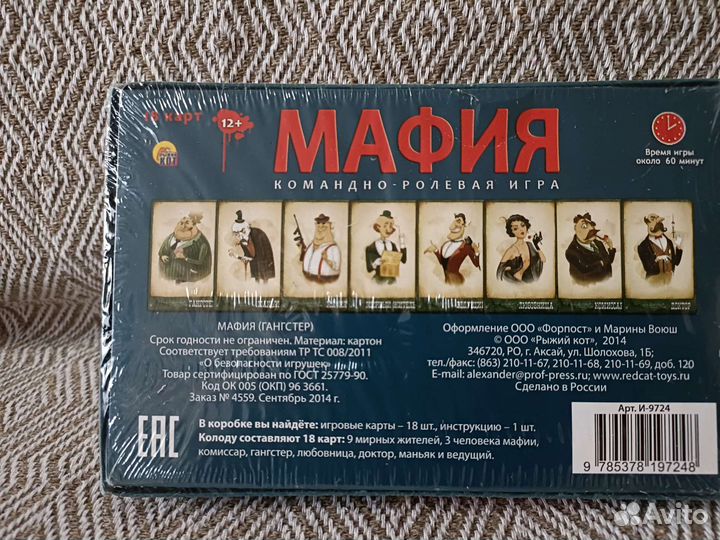 18 карт
12+
МАФИЯ
КОМАНДНО-РОЛЕВАЯ ИГРА
Время игры
около 60 минут
КОТ
ГАНГСТЕР
МАНЬЯК
ЛЮБОВНИЦА
КОМИССАР
ДОКТОР
МАФИЯ (ГАНГСТЕР)
Срок годности не ограничен. Материал: картон
Соответствует требованиям ТР ТС 008/2011
«О безопасности игрушек»
Товар сертифицирован по ГОСТ 25779-90.
Код ОК 005 (ОКП) 96 3661.
Заказ № 4559. Сентябрь 2014 г.
Оформление ООО «Форпост» и Марины Воюш
© ООО «Рыжий кот», 2014
346720, РО, г. Аксай, ул. Шолохова, 1Б;
тел./факс: (863) 210-11-67, 210-11-68, 210-11-69, доб. 120
E-mail: alexander@prof-press.ru, www.redcat-toys.ru
Сделано в России
EAC
В коробке вы найдёте: игровые карты – 18 шт., инструкцию – 1 шт.
Колоду составляют 18 карт: 9 мирных жителей, 3 человека мафии,
комиссар, гангстер, любовница, доктор, маньяк и ведущий.
Арт. И-9724
9 785378 197248
Avito